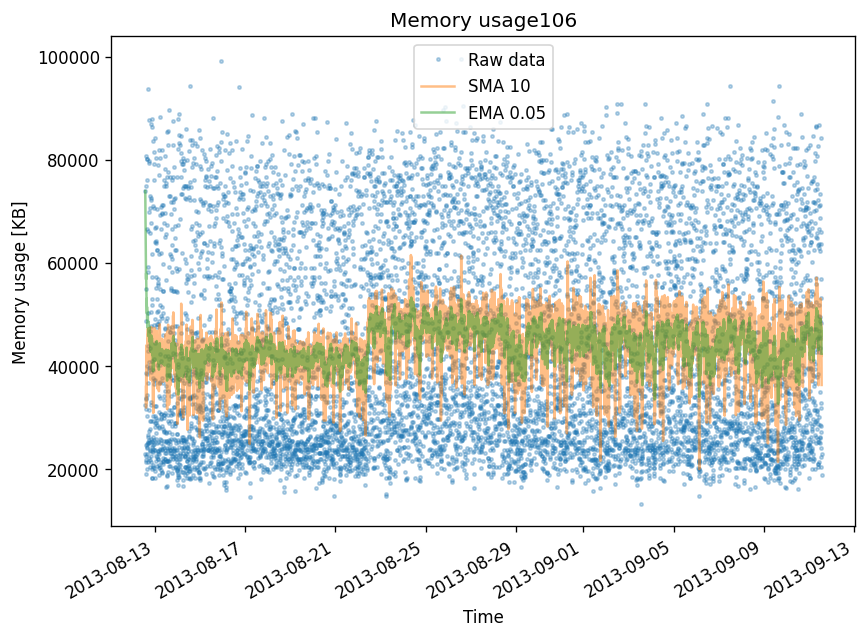 Memory usage106
Raw data
SMA 10
EMA 0.05
Memory usage [KB]
100000
80000
60000
40000
20000
2013-08-13
2013-08-17
2013-08-21
2013-08-25
2013-08-29
2013-09-01
2013-09-05
2013-09-09
2013-09-13
Time